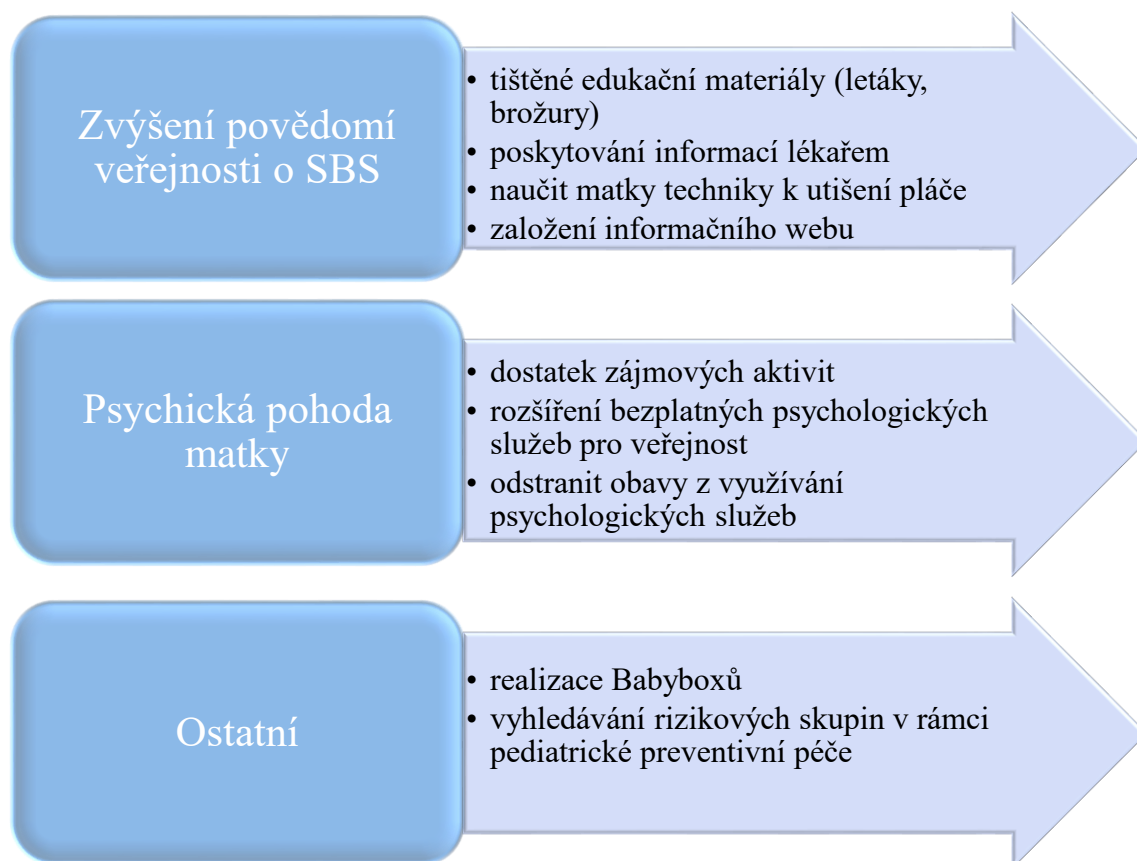 Zvýšení povědomí
veřejnosti o SBS
• tištěné edukační materiály (letáky,
brožury)
• poskytování informací lékařem
• naučit matky techniky k utišení pláče
• založení informačního webu
Psychická pohoda
matky
• dostatek zájmových aktivit
• rozšíření bezplatných psychologických
služeb pro veřejnost
• odstranit obavy z využívání
psychologických služeb
Ostatní
• realizace Babyboxů
• vyhledávání rizikových skupin v rámci
pediatrické preventivní péče